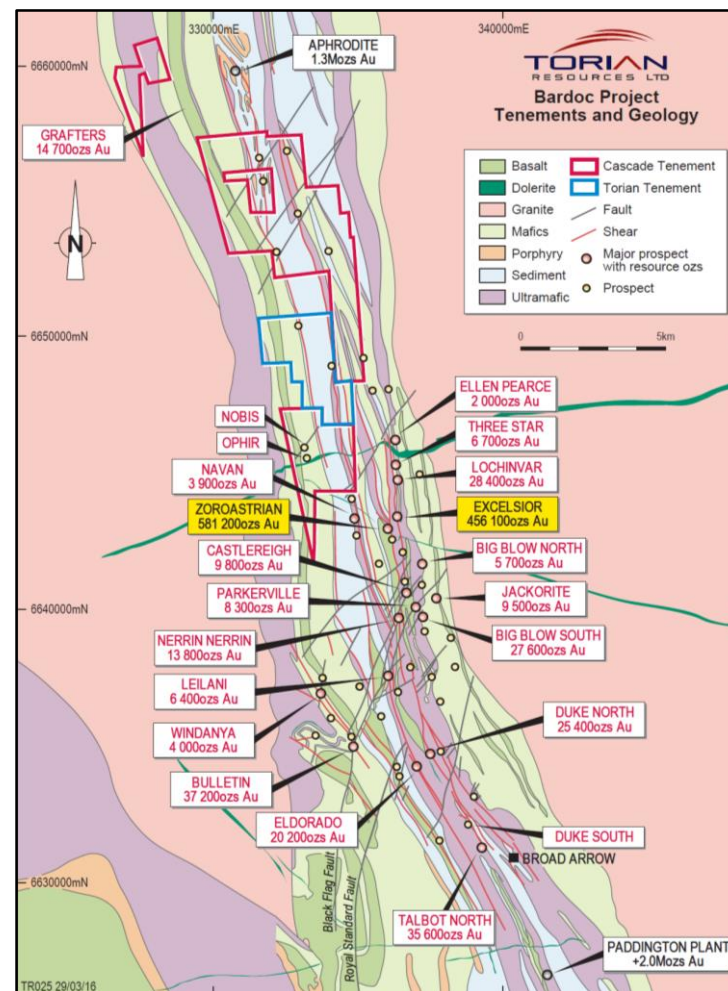 330000mE
340000mE
6660000mN
APHRODITE
1.3Mozs Au
TORIAN
RESOURCES LTD
Bardoc Project
Tenements and Geology
GRAFTERS
14 700ozs Au
Basalt
Dolerite
Granite
Mafics
Porphyry
Sediment
Ultramafic
Cascade Tenement
Torian Tenement
Fault
Shear
Major prospect
with resource ozs
Prospect
0
5km
N
6650000mN
ELLEN PEARCE
2 000ozs Au
NOBIS
THREE STAR
6 700ozs Au
OPHIR
LOCHINVAR
28 400ozs Au
NAVAN
3 900ozs Au
ZOROASTRIAN
581 200ozs Au
EXCELSIOR
456 100ozs Au
CASTLEREIGH
9 800ozs Au
BIG BLOW NORTH
5 700ozs Au
PARKERVILLE
8 300ozs Au
JACKORITE
9 500ozs Au
6640000mN
NERRIN NERRIN
13 800ozs Au
BIG BLOW SOUTH
27 600ozs Au
LEILANI
6 400ozs Au
WINDANYA
4 000ozs Au
DUKE NORTH
25 400ozs Au
BULLETIN
37 200ozs Au
ELDORADO
20 200ozs Au
DUKE SOUTH
BROAD ARROW
6630000mN
Black Flag Fault
Royal Standard Fault
TALBOT NORTH
35 600ozs Au
PADDINGTON PLANT
+2.0Mozs Au
TR025 29/03/16